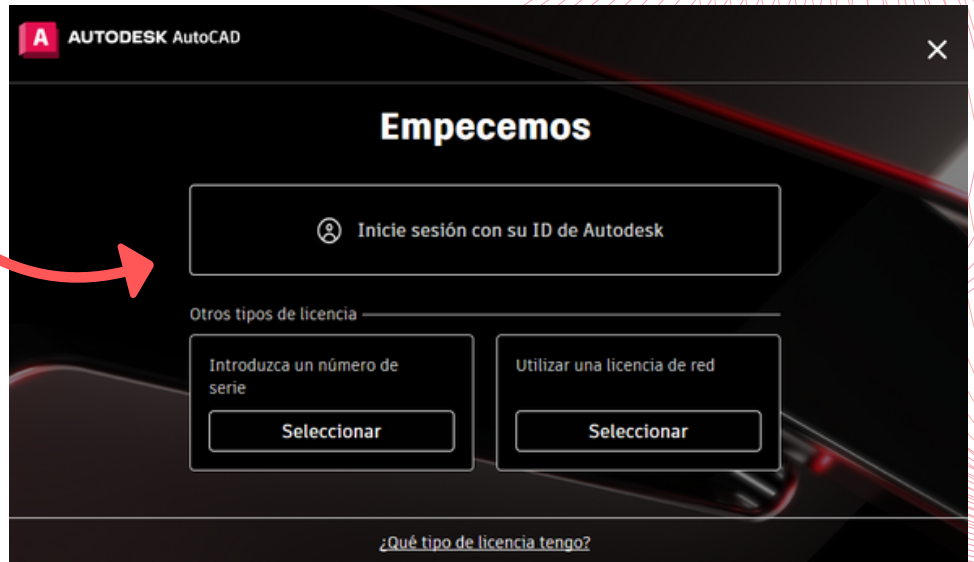 A AUTODESK AutoCAD
Empecemos
Inicie sesión con su ID de Autodesk
Otros tipos de licencia
Introduzca un número de
serie
Seleccionar
Utilizar una licencia de red
Seleccionar
¿Qué tipo de licencia tengo?